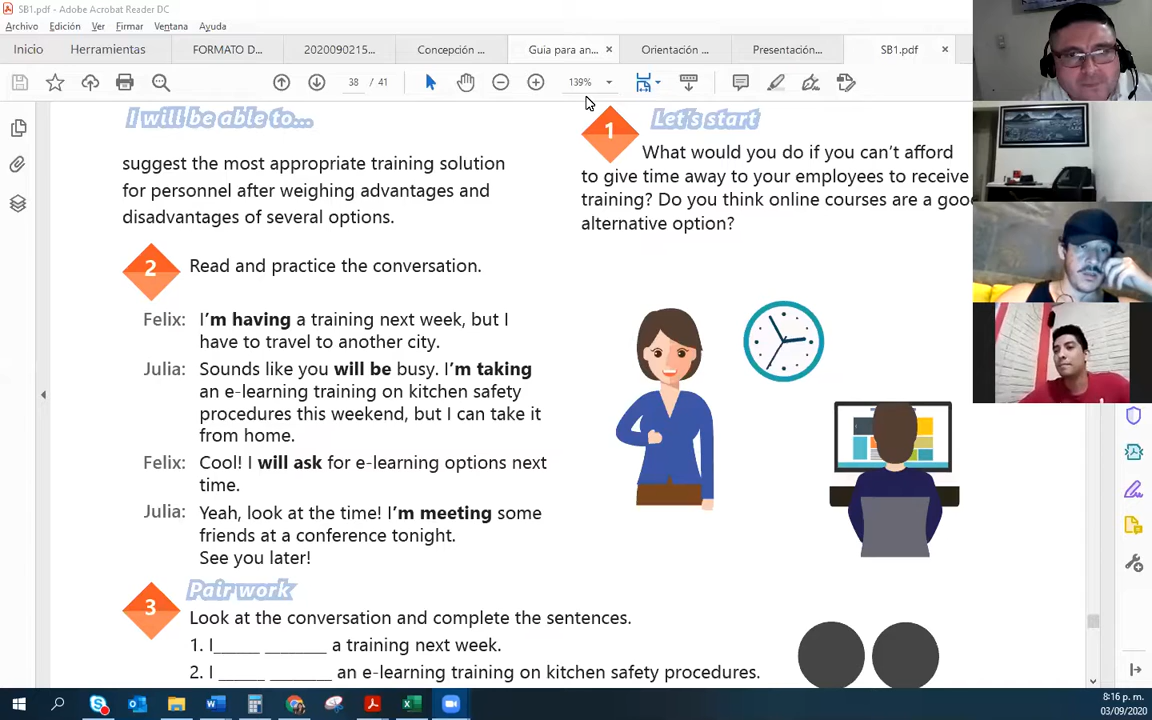 SB1.pdf - Adobe Acrobat Reader DC
Archivo Edición Ver Firmar Ventana Ayuda
Inicio Herramientas FORMATO D... 2020090215... Concepción ... Guia para an... × Orientación ... Presentación... SB1.pdf ×
38 / 41 139%
I will be able to...
suggest the most appropriate training solution
for personnel after weighing advantages and
disadvantages of several options.
1 Let's start
What would you do if you can't afford
to give time away to your employees to receive
training? Do you think online courses are a good
alternative option?
2 Read and practice the conversation.
Felix: I'm having a training next week, but I
have to travel to another city.
Julia: Sounds like you will be busy. I'm taking
an e-learning training on kitchen safety
procedures this weekend, but I can take it
from home.
Felix: Cool! I will ask for e-learning options next
time.
Julia: Yeah, look at the time! I'm meeting some
friends at a conference tonight.
See you later!
3 Pair work
Look at the conversation and complete the sentences.
1. I_____ _______ a training next week.
2. I _____ _______ an e-learning training on kitchen safety procedures.
8:16 p. m.
03/09/2020